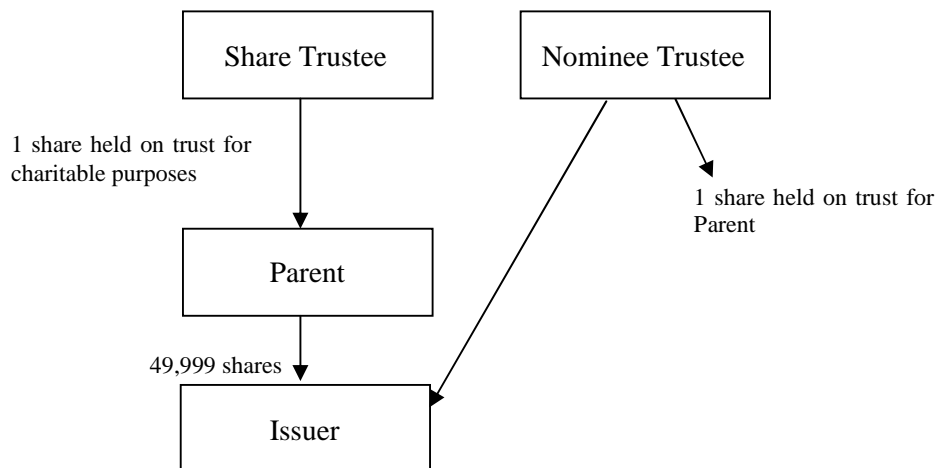 Share Trustee
Nominee Trustee
1 share held on trust for
charitable purposes
1 share held on trust for
Parent
Parent
49,999 shares
Issuer